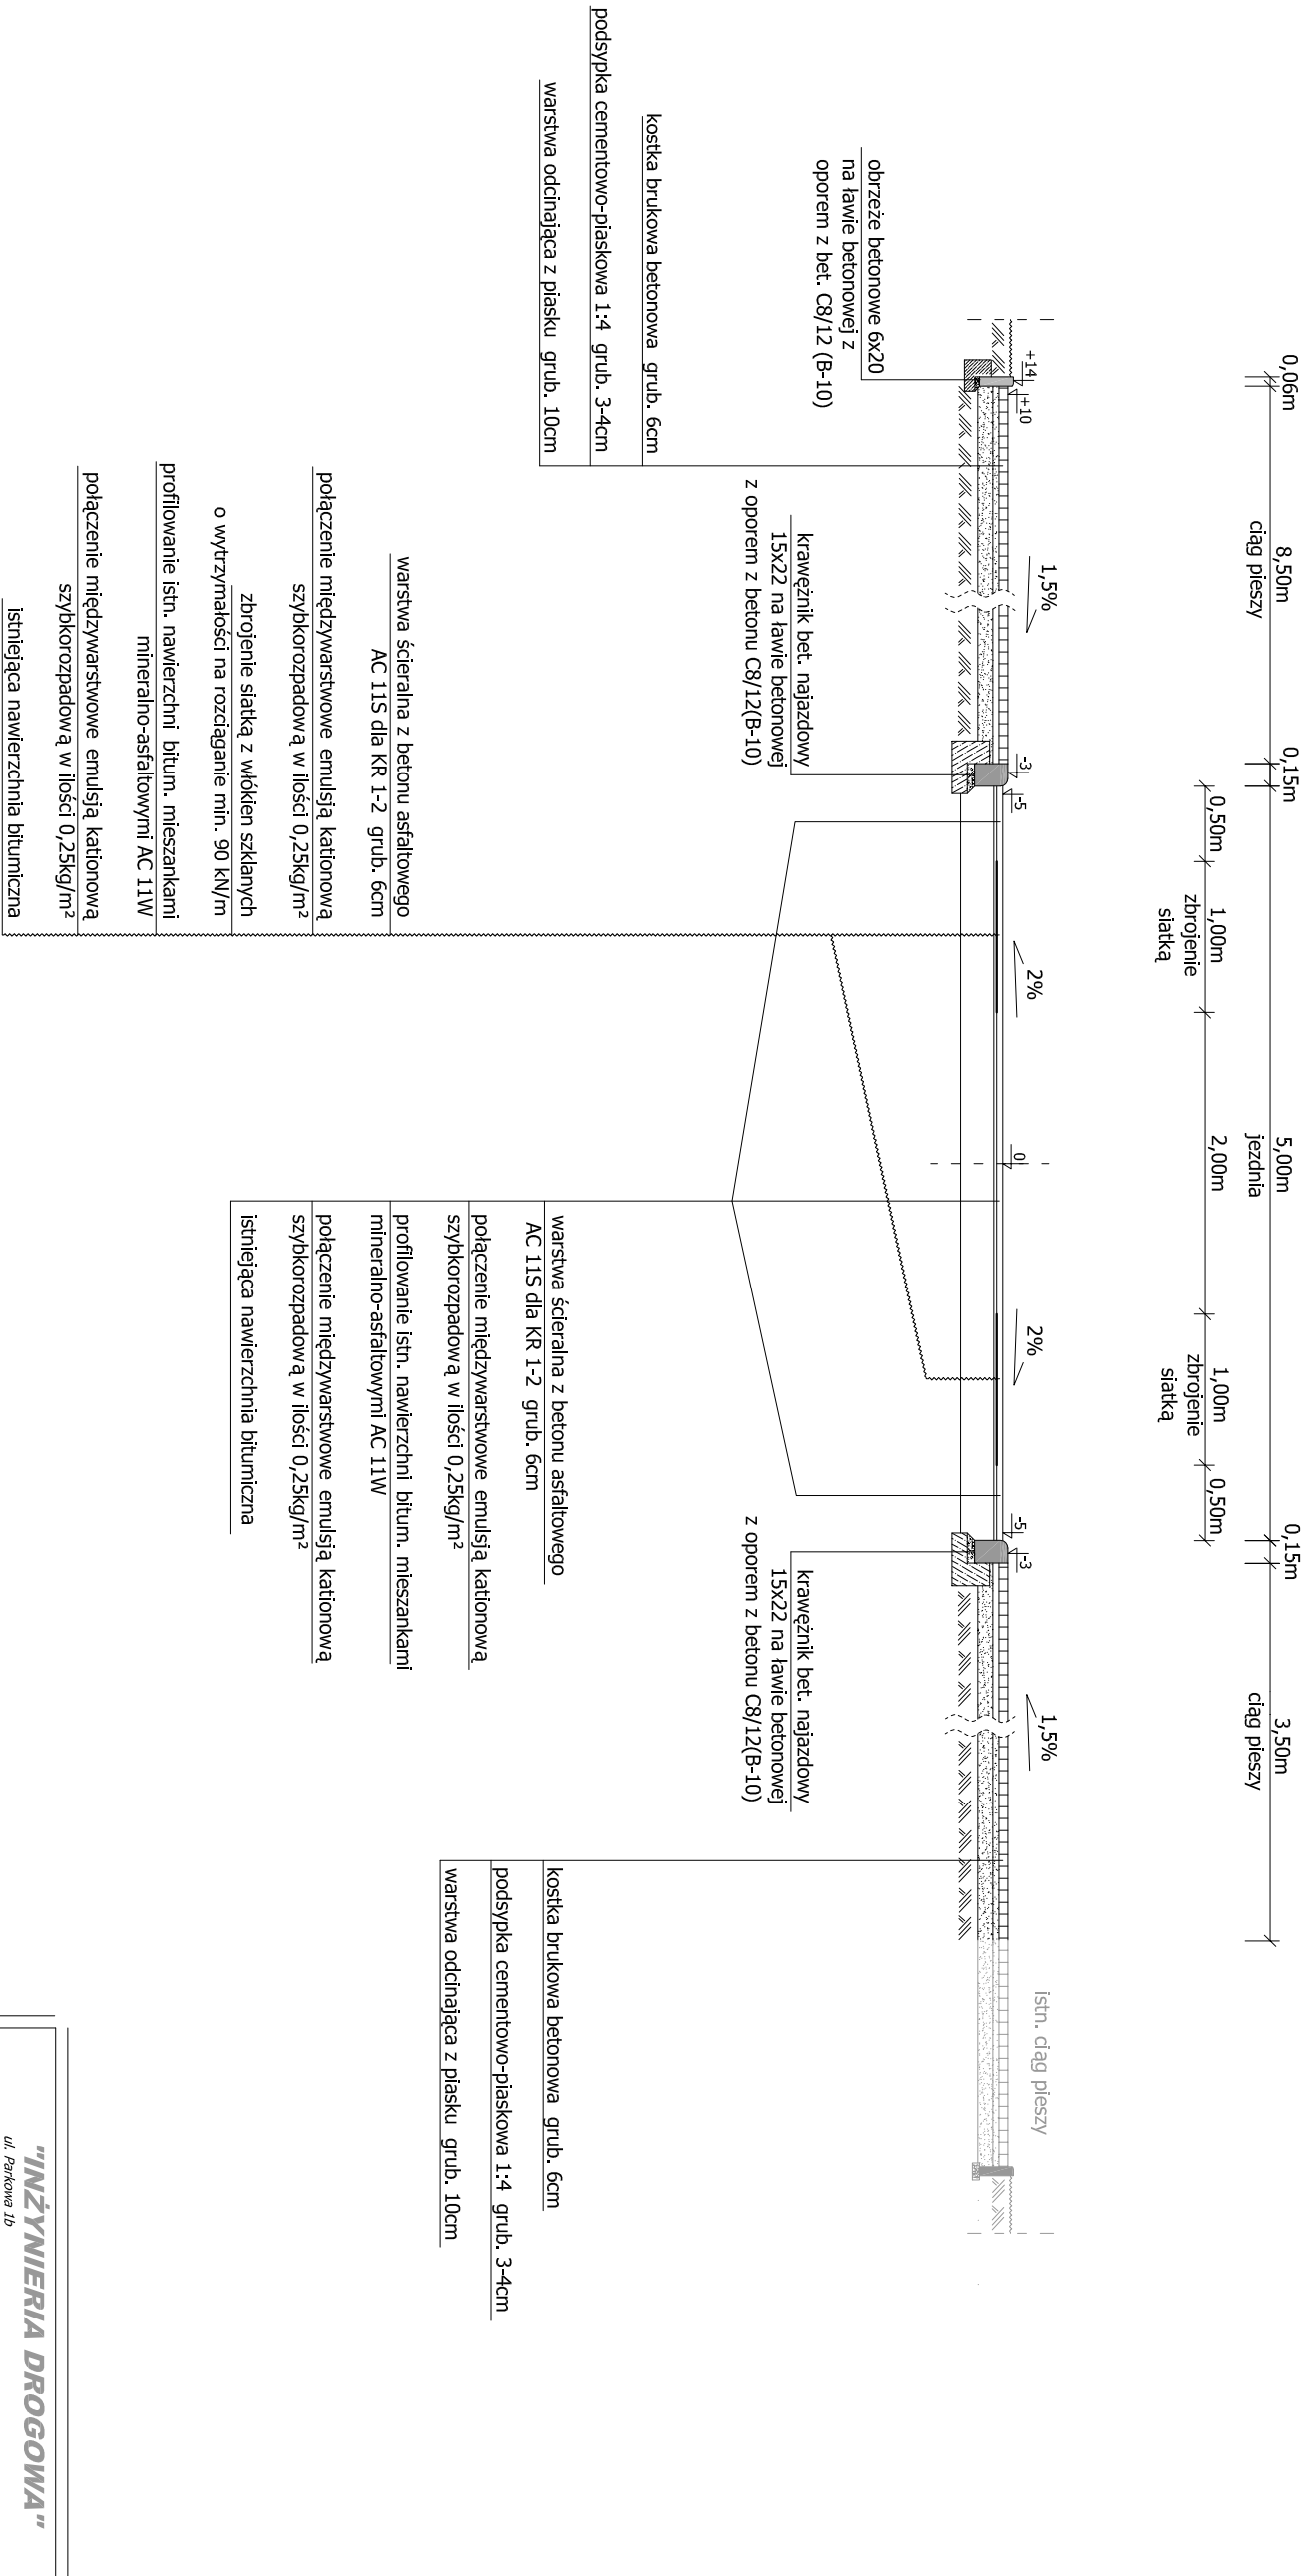 0,06m
8,50m
0,15m
5,00m
0,15m
3,50m
ciąg pieszy
jezdnia
ciąg pieszy
0,50m
1,00m
2,00m
1,00m
0,50m
zbrojenie
siatką
zbrojenie
siatką
1,5%
2%
2%
1,5%
istn. ciąg pieszy
+14
+10
-3
-5
0
-5
-3
obrzeże betonowe 6x20
na ławie betonowej z
oporem z bet. C8/12 (B-10)
krawężnik bet. najazdowy
15x22 na ławie betonowej
z oporem z betonu C8/12(B-10)
krawężnik bet. najazdowy
15x22 na ławie betonowej
z oporem z betonu C8/12(B-10)
kostka brukowa betonowa grub. 6cm
podsypka cementowo-piaskowa 1:4 grub. 3-4cm
warstwa odcinająca z piasku grub. 10cm
warstwa ścieralna z betonu asfaltowego
AC 11S dla KR 1-2 grub. 6cm
połączenie międzywarstwowe emulsją kationową
szybkorozpadową w ilości 0,25kg/m²
zbrojenie siatką z włókien szklanych
o wytrzymałości na rozciąganie min. 90 kN/m
profilowanie istn. nawierzchni bitum. mieszankami
mineralno-asfaltowymi AC 11W
połączenie międzywarstwowe emulsją kationową
szybkorozpadową w ilości 0,25kg/m²
istniejąca nawierzchnia bitumiczna
warstwa ścieralna z betonu asfaltowego
AC 11S dla KR 1-2 grub. 6cm
połączenie międzywarstwowe emulsją kationową
szybkorozpadową w ilości 0,25kg/m²
profilowanie istn. nawierzchni bitum. mieszankami
mineralno-asfaltowymi AC 11W
połączenie międzywarstwowe emulsją kationową
szybkorozpadową w ilości 0,25kg/m²
istniejąca nawierzchnia bitumiczna
kostka brukowa betonowa grub. 6cm
podsypka cementowo-piaskowa 1:4 grub. 3-4cm
warstwa odcinająca z piasku grub. 10cm
"INŻYNIERIA DROGOWA"
ul. Parkowa 1b